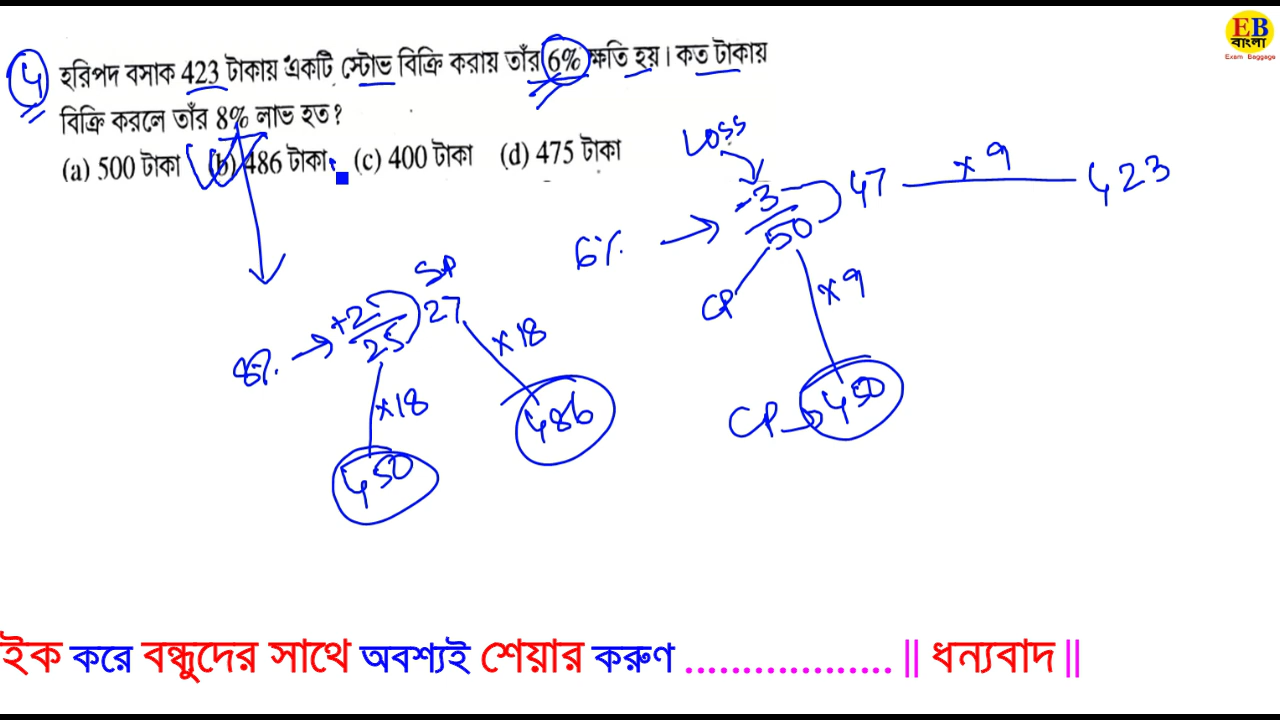 EB
বাংলা
Exam Baggage
4 হরিপদ বসাক 423 টাকায় একটি স্টোভ বিক্রি করায় তাঁর 6% ক্ষতি হয়। কত টাকায়
বিক্রি করলে তাঁর 8% লাভ হত?
(a) 500 টাকা (b) 486 টাকা (c) 400 টাকা (d) 475 টাকা
Loss
6% → -3/50 47 ×9 423
CP ×9
CP → 450
SP
8% → +2/25 27 ×18
×18 486
450
ইক করে বন্ধুদের সাথে অবশ্যই শেয়ার করুণ .................. || ধন্যবাদ ||